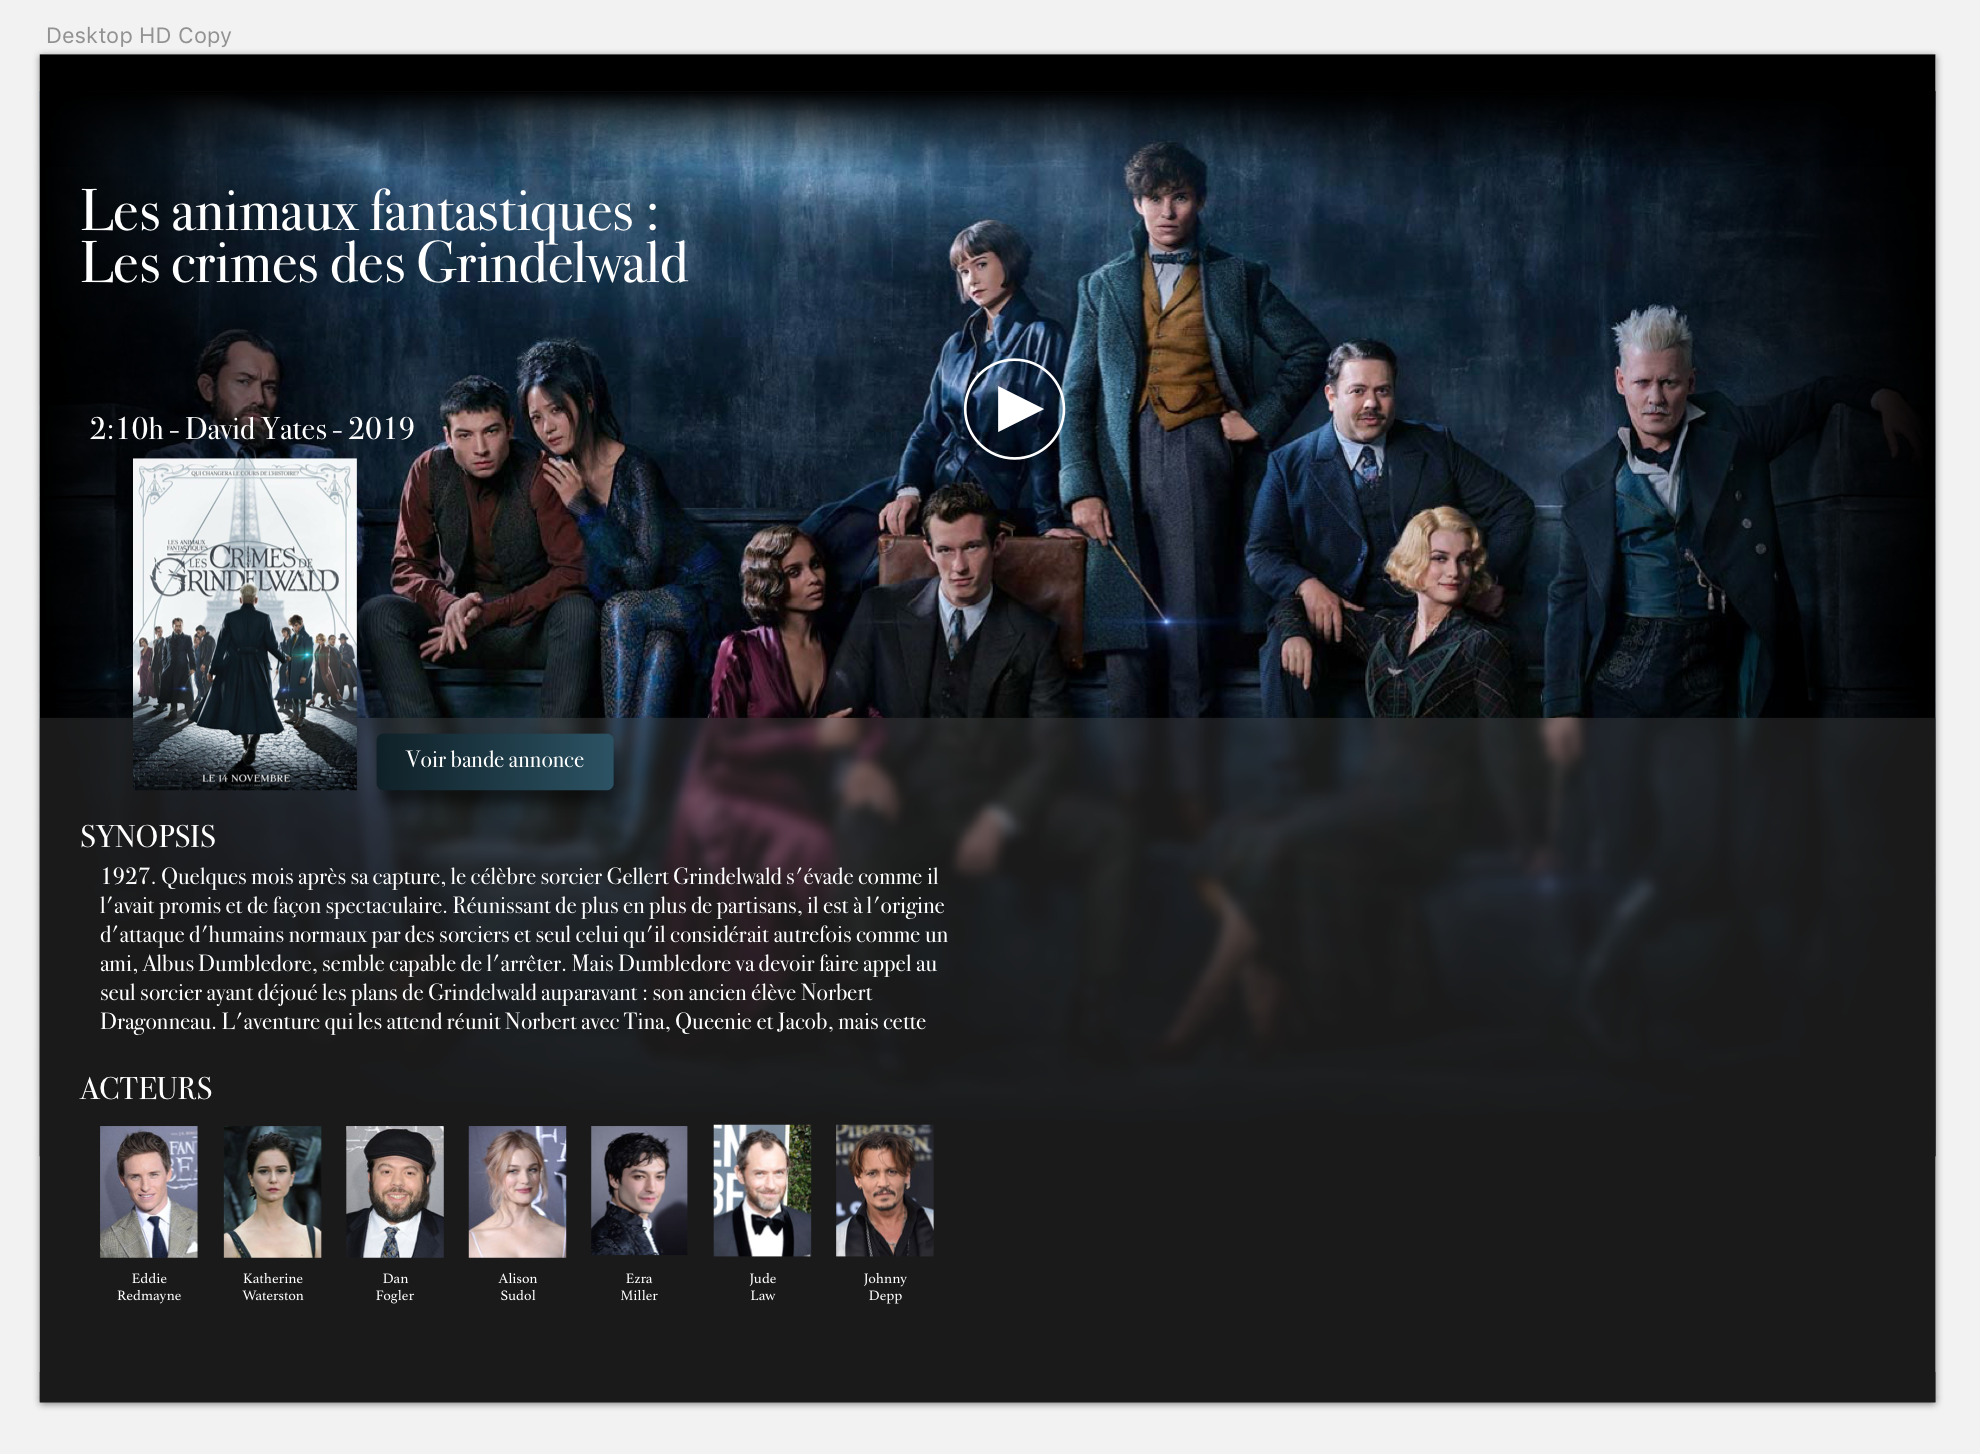 Desktop HD Copy
Les animaux fantastiques :
Les crimes des Grindelwald
2:10h - David Yates - 2019
QUI CHANGERA LE COURS DE L'HISTOIRE?
LES ANIMAUX
FANTASTIQUES
LES CRIMES DE
GRINDELWALD
LE 14 NOVEMBRE
Voir bande annonce
SYNOPSIS
1927. Quelques mois après sa capture, le célèbre sorcier Gellert Grindelwald s'évade comme il
l'avait promis et de façon spectaculaire. Réunissant de plus en plus de partisans, il est à l'origine
d'attaque d'humains normaux par des sorciers et seul celui qu'il considérait autrefois comme un
ami, Albus Dumbledore, semble capable de l'arrêter. Mais Dumbledore va devoir faire appel au
seul sorcier ayant déjoué les plans de Grindelwald auparavant : son ancien élève Norbert
Dragonneau. L'aventure qui les attend réunit Norbert avec Tina, Queenie et Jacob, mais cette
ACTEURS
Eddie
Redmayne
Katherine
Waterston
Dan
Fogler
Alison
Sudol
Ezra
Miller
Jude
Law
Johnny
Depp